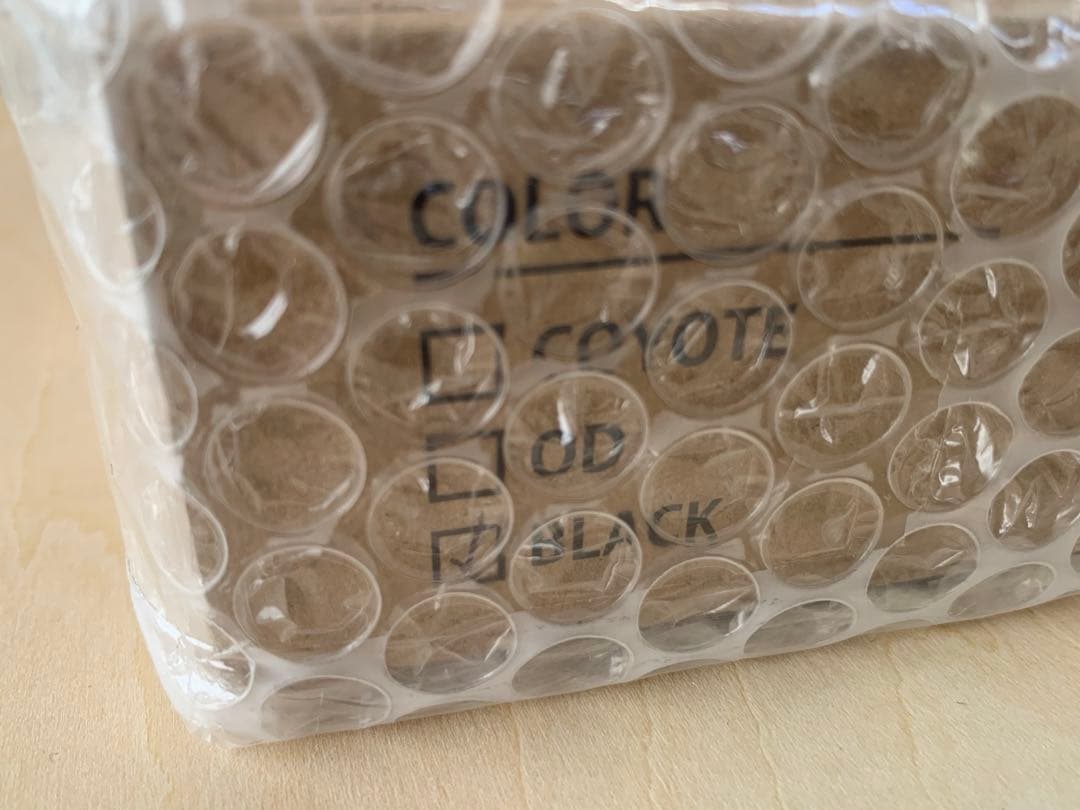 COLOR
☐ COYOTE
☐ OD
☑ BLACK